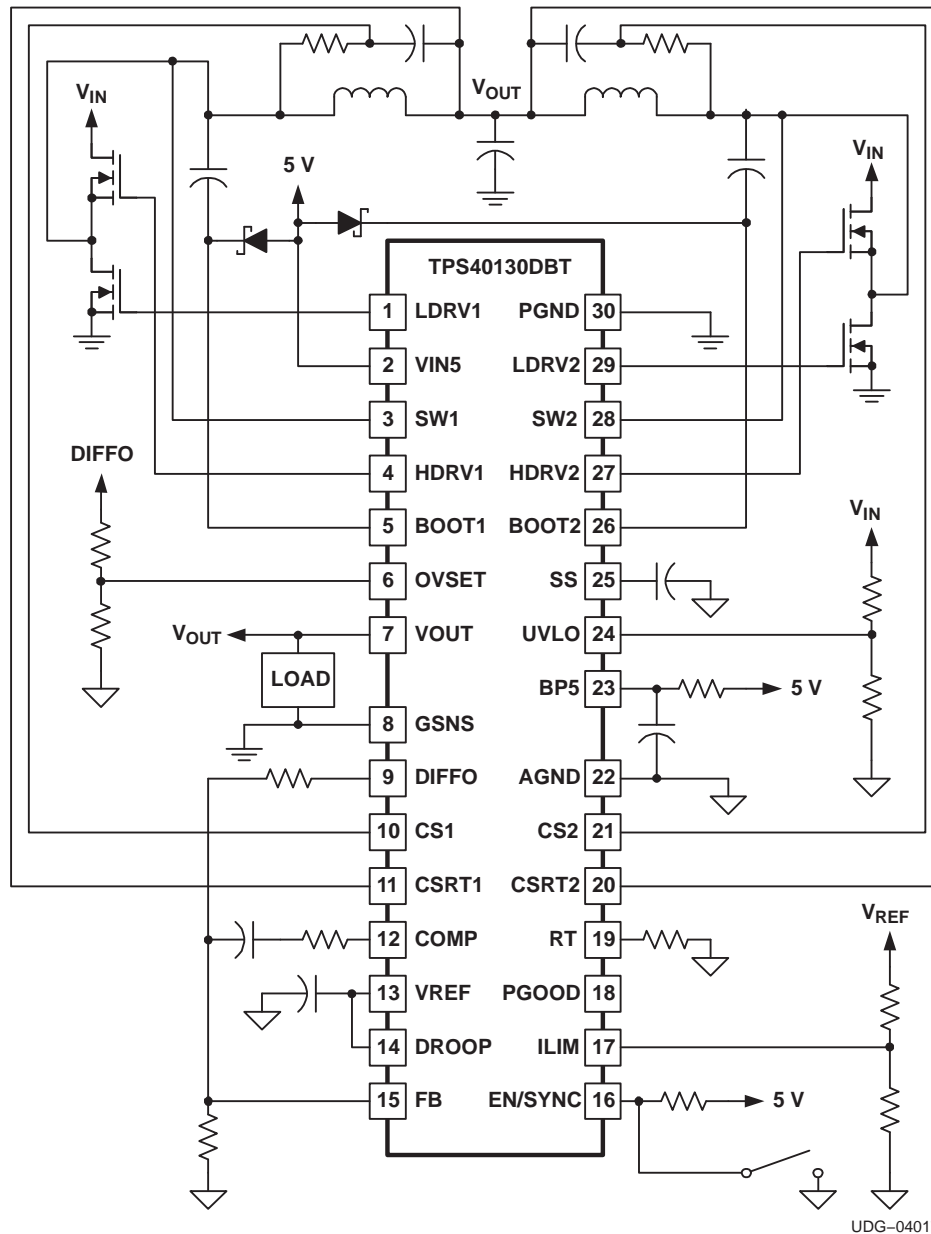 VOUT
VIN
5 V
VIN
TPS40130DBT
1 LDRV1 PGND 30
2 VIN5 LDRV2 29
3 SW1 SW2 28
DIFFO
4 HDRV1 HDRV2 27
VIN
5 BOOT1 BOOT2 26
6 OVSET SS 25
VOUT
7 VOUT UVLO 24
LOAD
BP5 23
5 V
8 GSNS
9 DIFFO AGND 22
10 CS1 CS2 21
11 CSRT1 CSRT2 20
VREF
12 COMP RT 19
13 VREF PGOOD 18
14 DROOP ILIM 17
15 FB EN/SYNC 16
5 V
UDG–0401